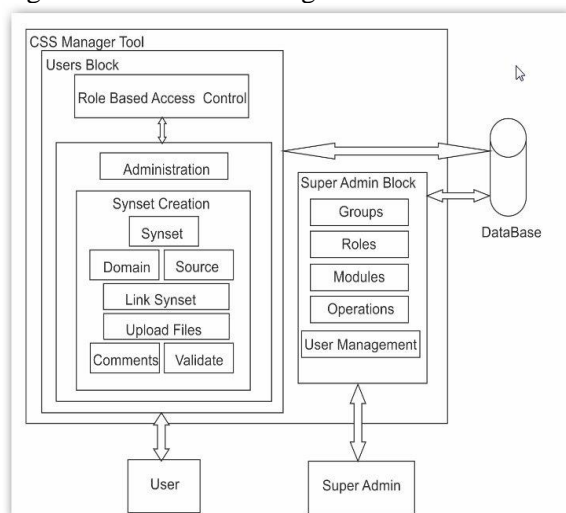 CSS Manager Tool
Users Block
Role Based Access Control
Administration
Synset Creation
Synset
Domain
Source
Link Synset
Upload Files
Comments
Validate
Super Admin Block
Groups
Roles
Modules
Operations
User Management
DataBase
User
Super Admin